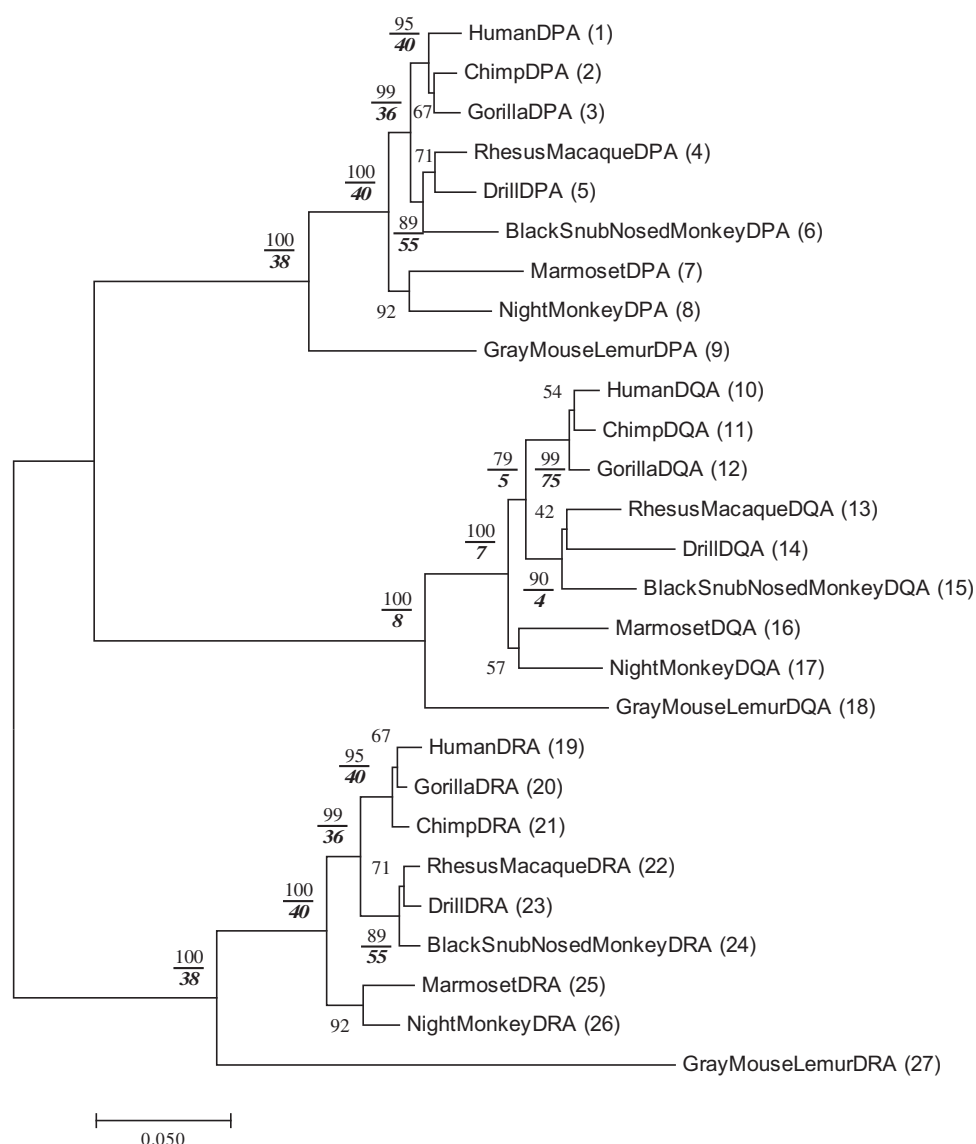 95
40
HumanDPA (1)
ChimpDPA (2)
99
36
67
GorillaDPA (3)
71
RhesusMacaqueDPA (4)
100
40
DrillDPA (5)
89
55
BlackSnubNosedMonkeyDPA (6)
100
38
MarmosetDPA (7)
92
NightMonkeyDPA (8)
GrayMouseLemurDPA (9)
54
HumanDQA (10)
ChimpDQA (11)
79
5
99
75
GorillaDQA (12)
42
RhesusMacaqueDQA (13)
100
7
DrillDQA (14)
90
4
BlackSnubNosedMonkeyDQA (15)
100
8
MarmosetDQA (16)
57
NightMonkeyDQA (17)
GrayMouseLemurDQA (18)
67
HumanDRA (19)
95
40
GorillaDRA (20)
99
36
ChimpDRA (21)
71
RhesusMacaqueDRA (22)
100
40
DrillDRA (23)
89
55
BlackSnubNosedMonkeyDRA (24)
100
38
MarmosetDRA (25)
92
NightMonkeyDRA (26)
GrayMouseLemurDRA (27)
0.050